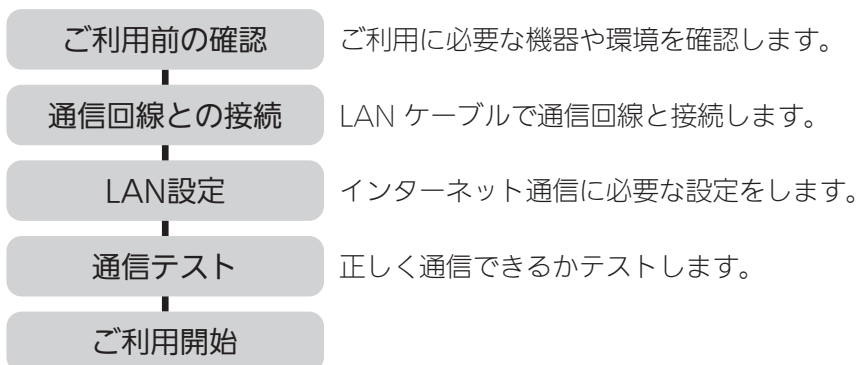 ご利用前の確認 ご利用に必要な機器や環境を確認します。
通信回線との接続 LAN ケーブルで通信回線と接続します。
LAN設定 インターネット通信に必要な設定をします。
通信テスト 正しく通信できるかテストします。
ご利用開始